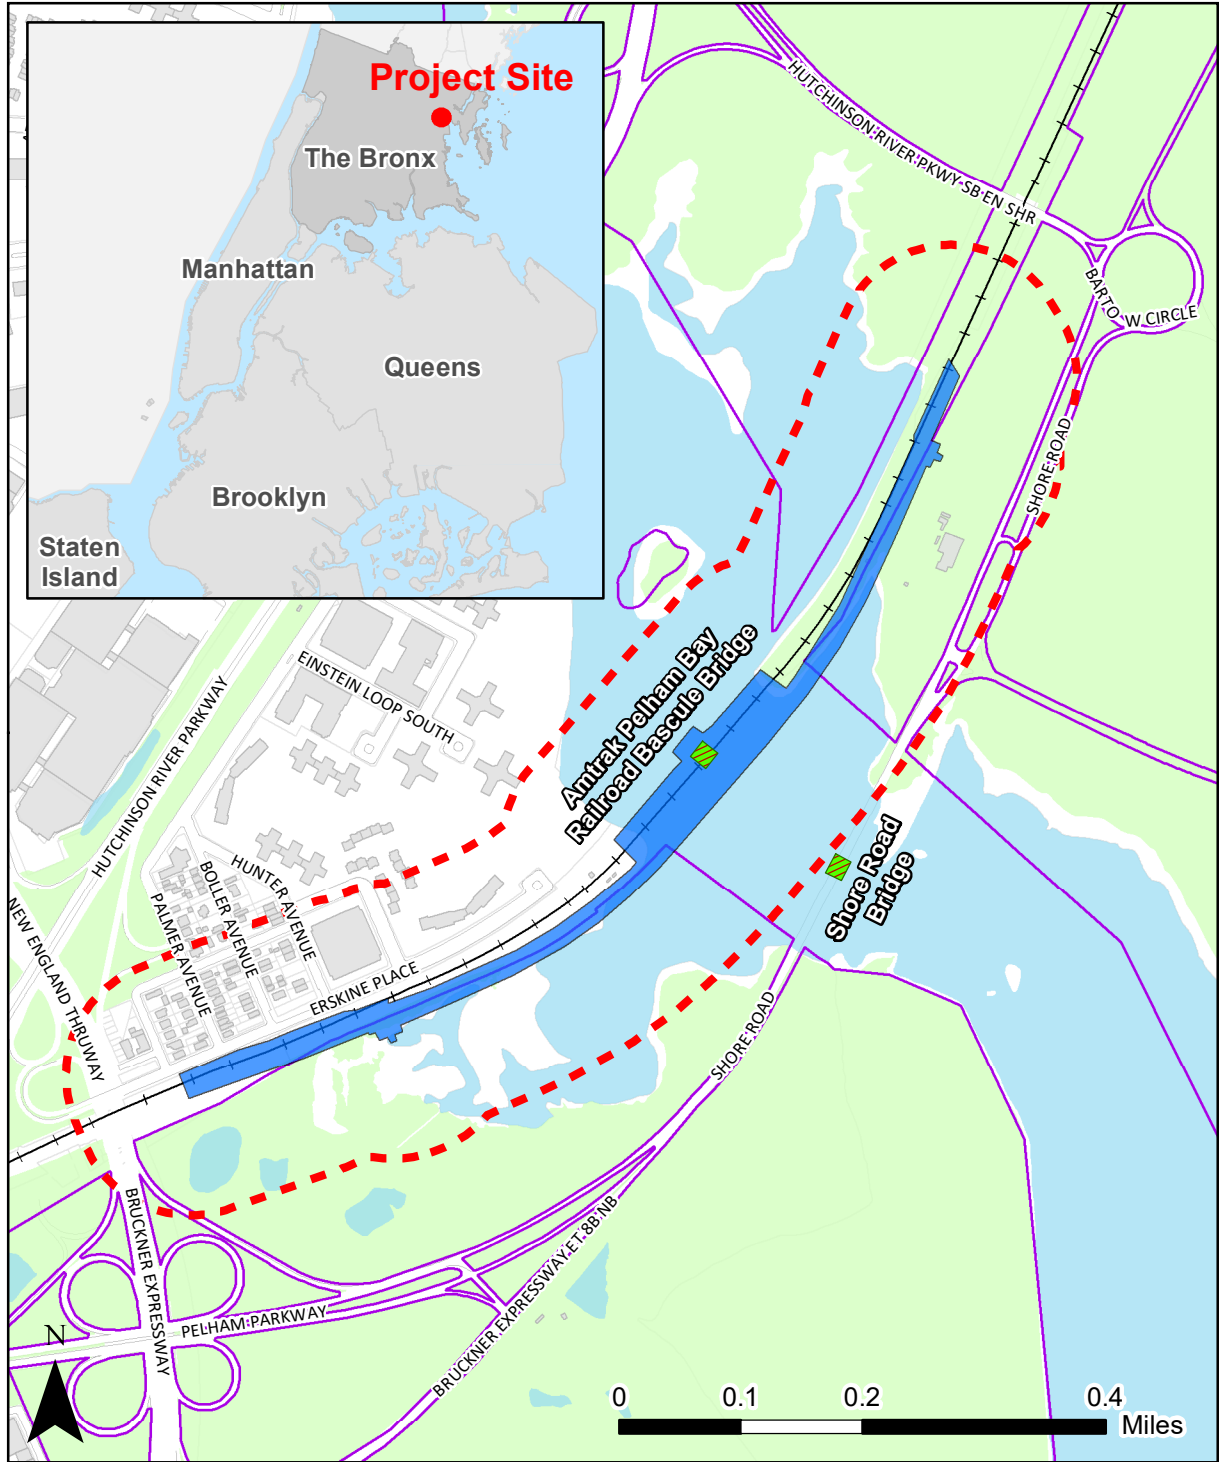 Project Site
The Bronx
Manhattan
Queens
Brooklyn
Staten
Island
HUTCHINSON RIVER PKWY SB EN SHR
BARTO
W CIRCLE
SHORE ROAD
EINSTEIN LOOP SOUTH
HUTCHINSON RIVER PARKWAY
Amtrak Pelham Bay
Railroad Bascule Bridge
Shore Road
Bridge
HUNTER AVENUE
BOLLER AVENUE
PALMER AVENUE
NEW ENGLAND THRUWAY
ERSKINE PLACE
SHORE ROAD
BRUCKNER EXPRESSWAY
PELHAM PARKWAY
BRUCKNER EXPRESSWAY ET 8B NB
N
0 0.1 0.2 0.4
Miles